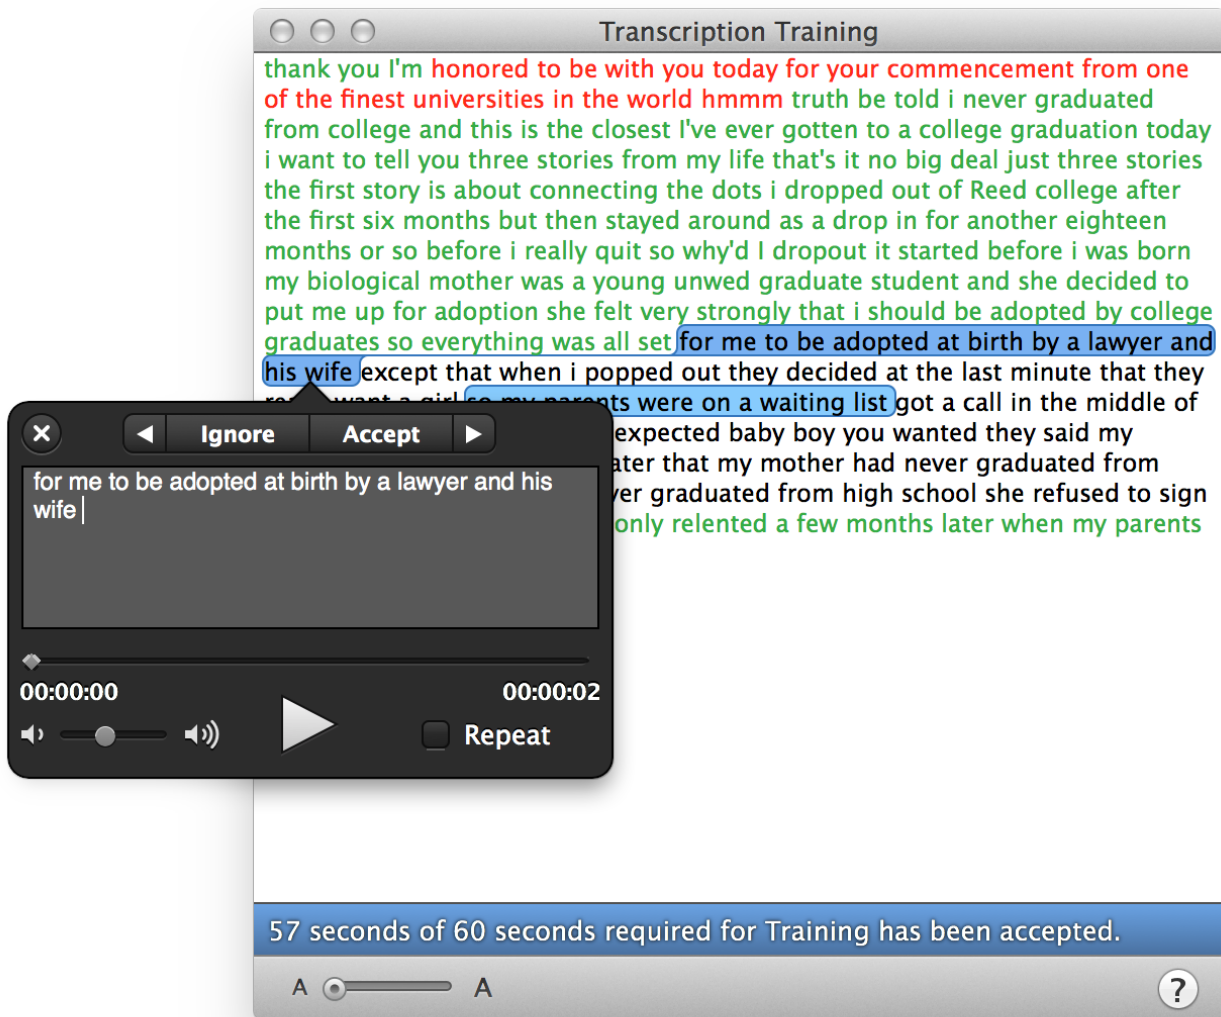 Transcription Training
thank you I'm honored to be with you today for your commencement from one
of the finest universities in the world hmmm truth be told i never graduated
from college and this is the closest I've ever gotten to a college graduation today
i want to tell you three stories from my life that's it no big deal just three stories
the first story is about connecting the dots i dropped out of Reed college after
the first six months but then stayed around as a drop in for another eighteen
months or so before i really quit so why'd I dropout it started before i was born
my biological mother was a young unwed graduate student and she decided to
put me up for adoption she felt very strongly that i should be adopted by college
graduates so everything was all set for me to be adopted at birth by a lawyer and
his wife except that when i popped out they decided at the last minute that they
want a girl so my parents were on a waiting list got a call in the middle of
expected baby boy you wanted they said my
that my mother had never graduated from
graduated from high school she refused to sign
only relented a few months later when my parents
Ignore Accept
for me to be adopted at birth by a lawyer and his
wife
00:00:00 00:00:02
Repeat
57 seconds of 60 seconds required for Training has been accepted.
A A ?